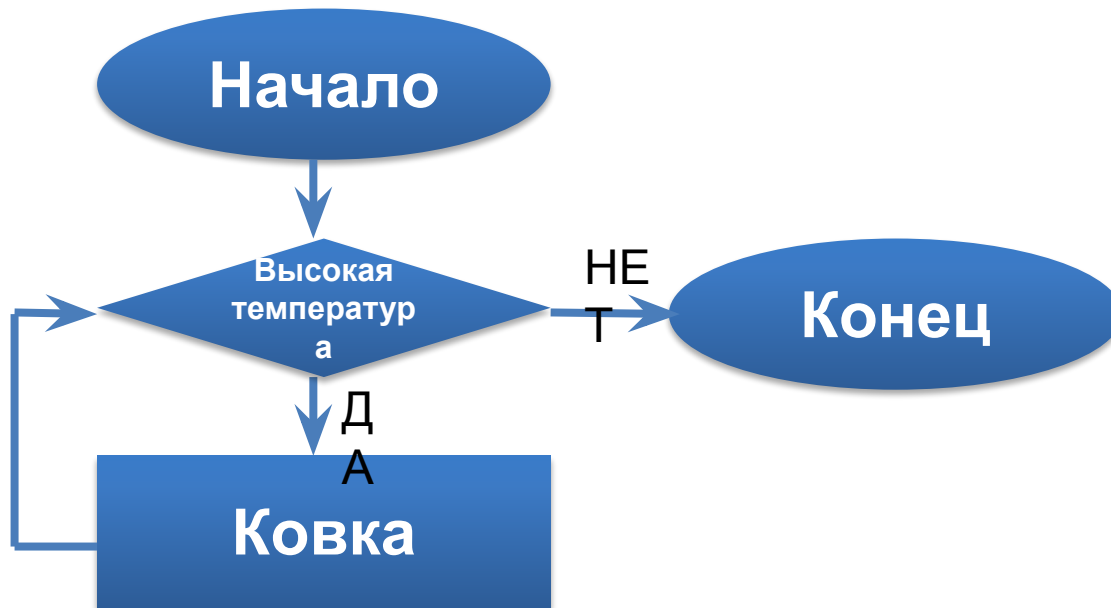 Начало
Высокая
температур
а
НЕ
Т
Конец
Д
А
Ковка